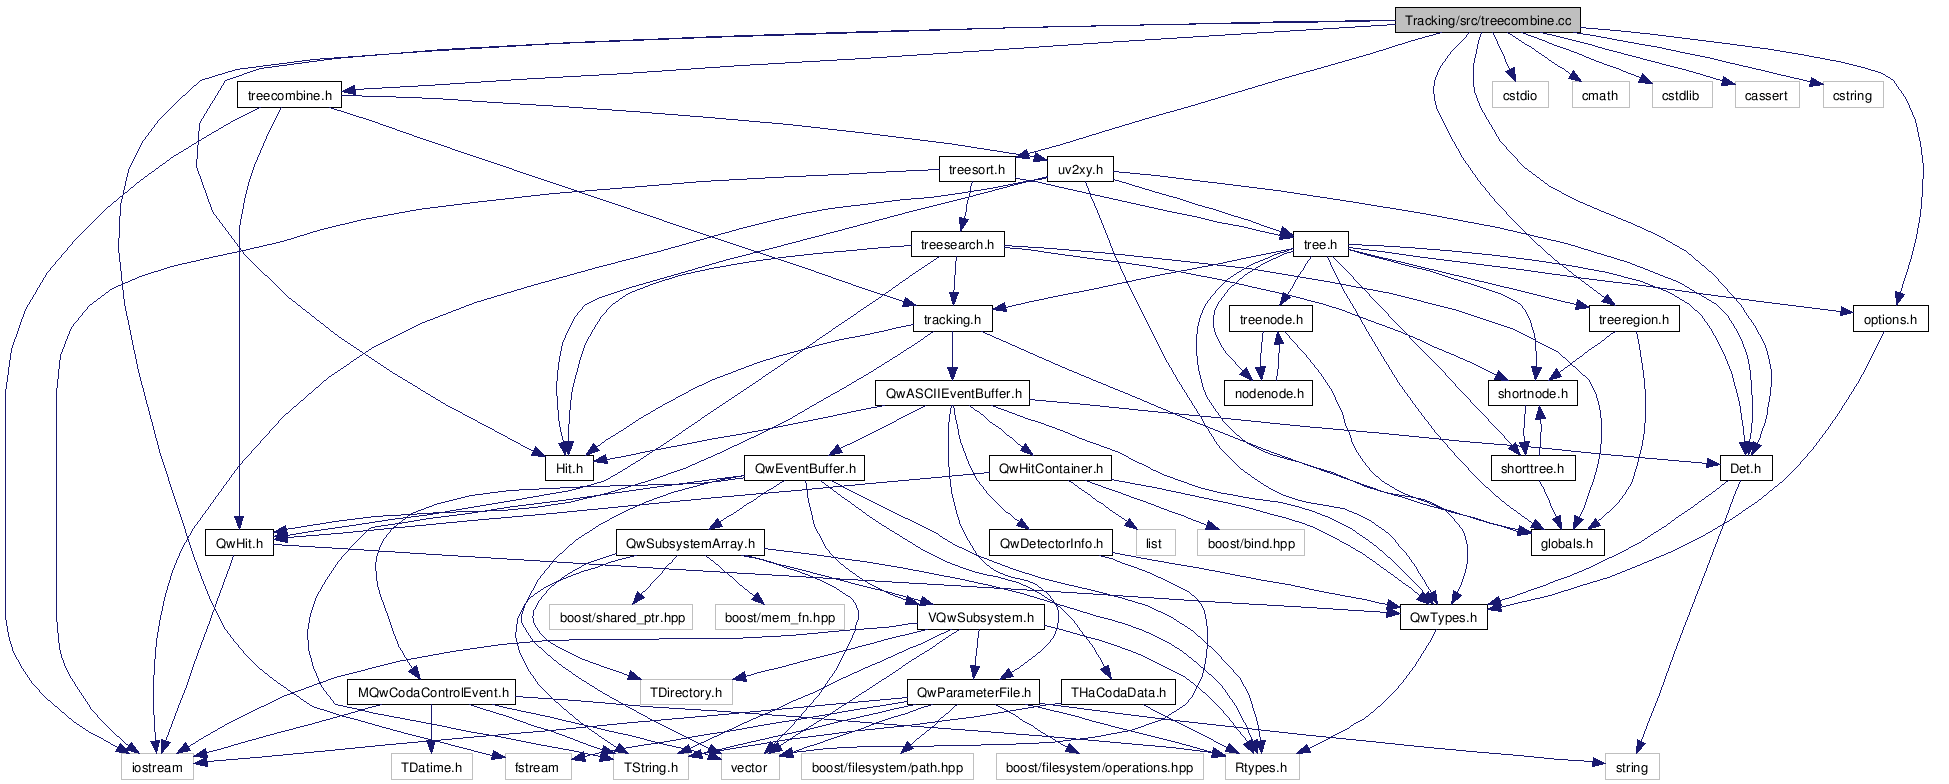 Tracking/src/treecombine.cc
treecombine.h
cstdio
cmath
cstdlib
cassert
cstring
treesort.h
uv2xy.h
treesearch.h
tree.h
tracking.h
treenode.h
treeregion.h
options.h
QwASCIIEventBuffer.h
nodenode.h
shortnode.h
Hit.h
QwEventBuffer.h
QwHitContainer.h
shorttree.h
Det.h
QwHit.h
QwSubsystemArray.h
QwDetectorInfo.h
list
boost/bind.hpp
globals.h
boost/shared_ptr.hpp
boost/mem_fn.hpp
VQwSubsystem.h
QwTypes.h
MQwCodaControlEvent.h
TDirectory.h
QwParameterFile.h
THaCodaData.h
iostream
TDatime.h
fstream
TString.h
vector
boost/filesystem/path.hpp
boost/filesystem/operations.hpp
Rtypes.h
string